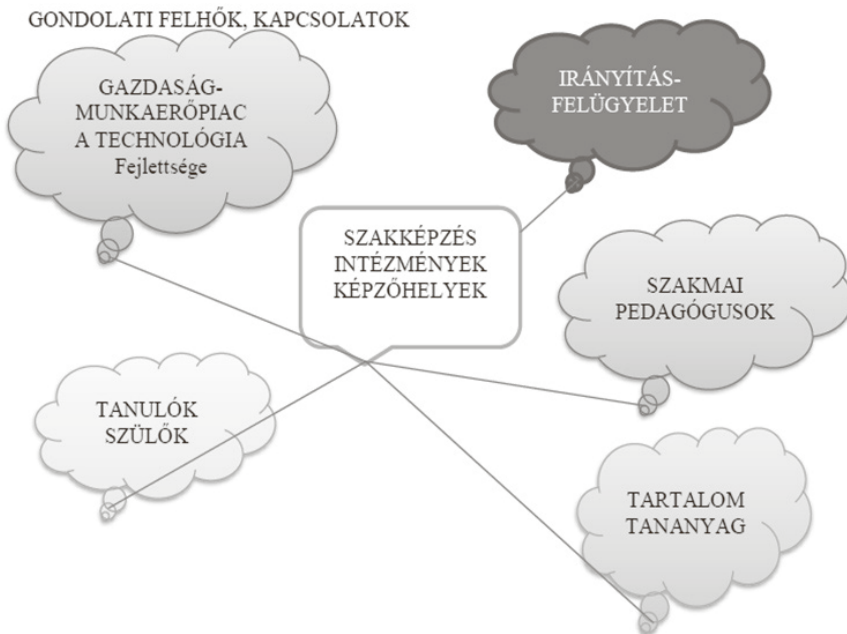 GONDOLATI FELHŐK, KAPCSOLATOK
GAZDASÁG-
MUNKAERŐPIAC
A TECHNOLÓGIA
Fejlettsége
IRÁNYÍTÁS-
FELÜGYELET
SZAKKÉPZÉS
INTÉZMÉNYEK
KÉPZŐHELYEK
SZAKMAI
PEDAGÓGUSOK
TANULÓK
SZÜLŐK
TARTALOM
TANANYAG